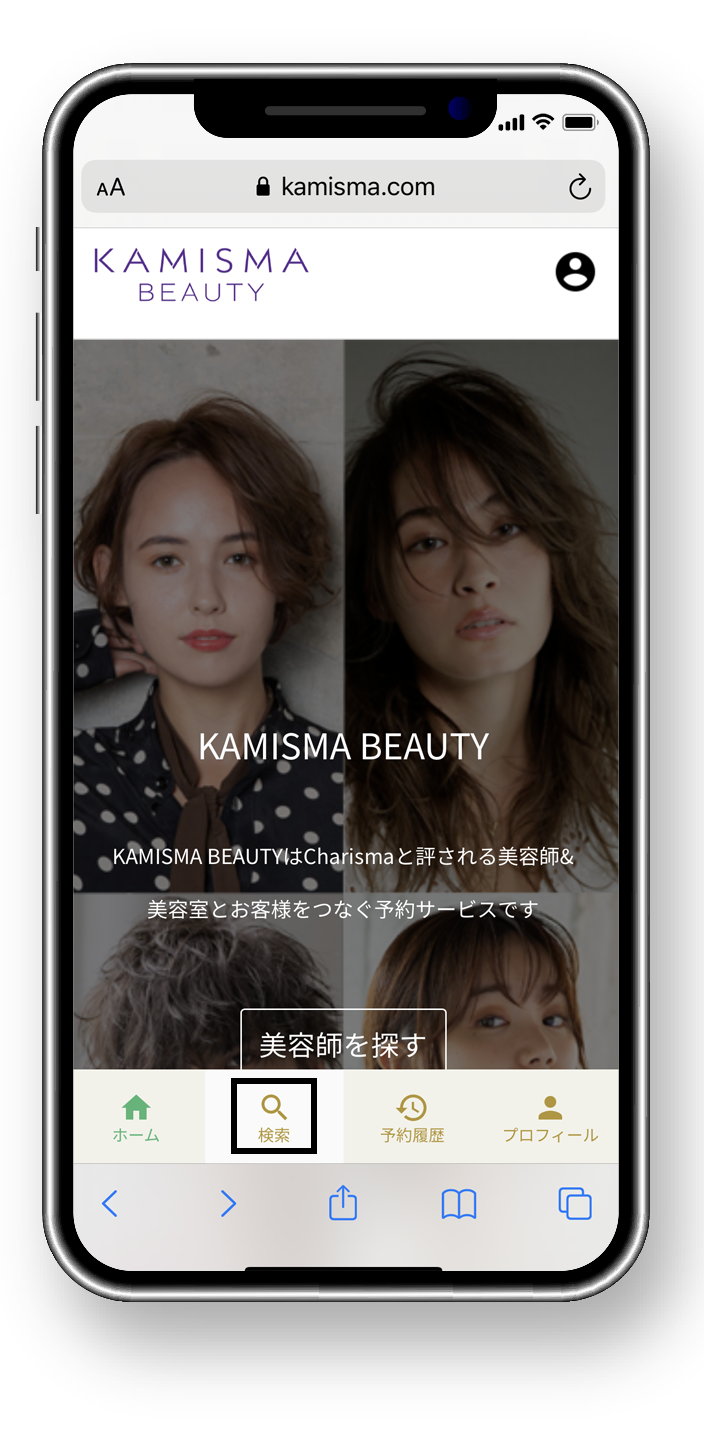 AA kamisma.com
KAMISMA
BEAUTY
KAMISMA BEAUTY
KAMISMA BEAUTYはCharismaと評される美容師&
美容室とお客様をつなぐ予約サービスです
美容師を探す
ホーム 検索 予約履歴 プロフィール